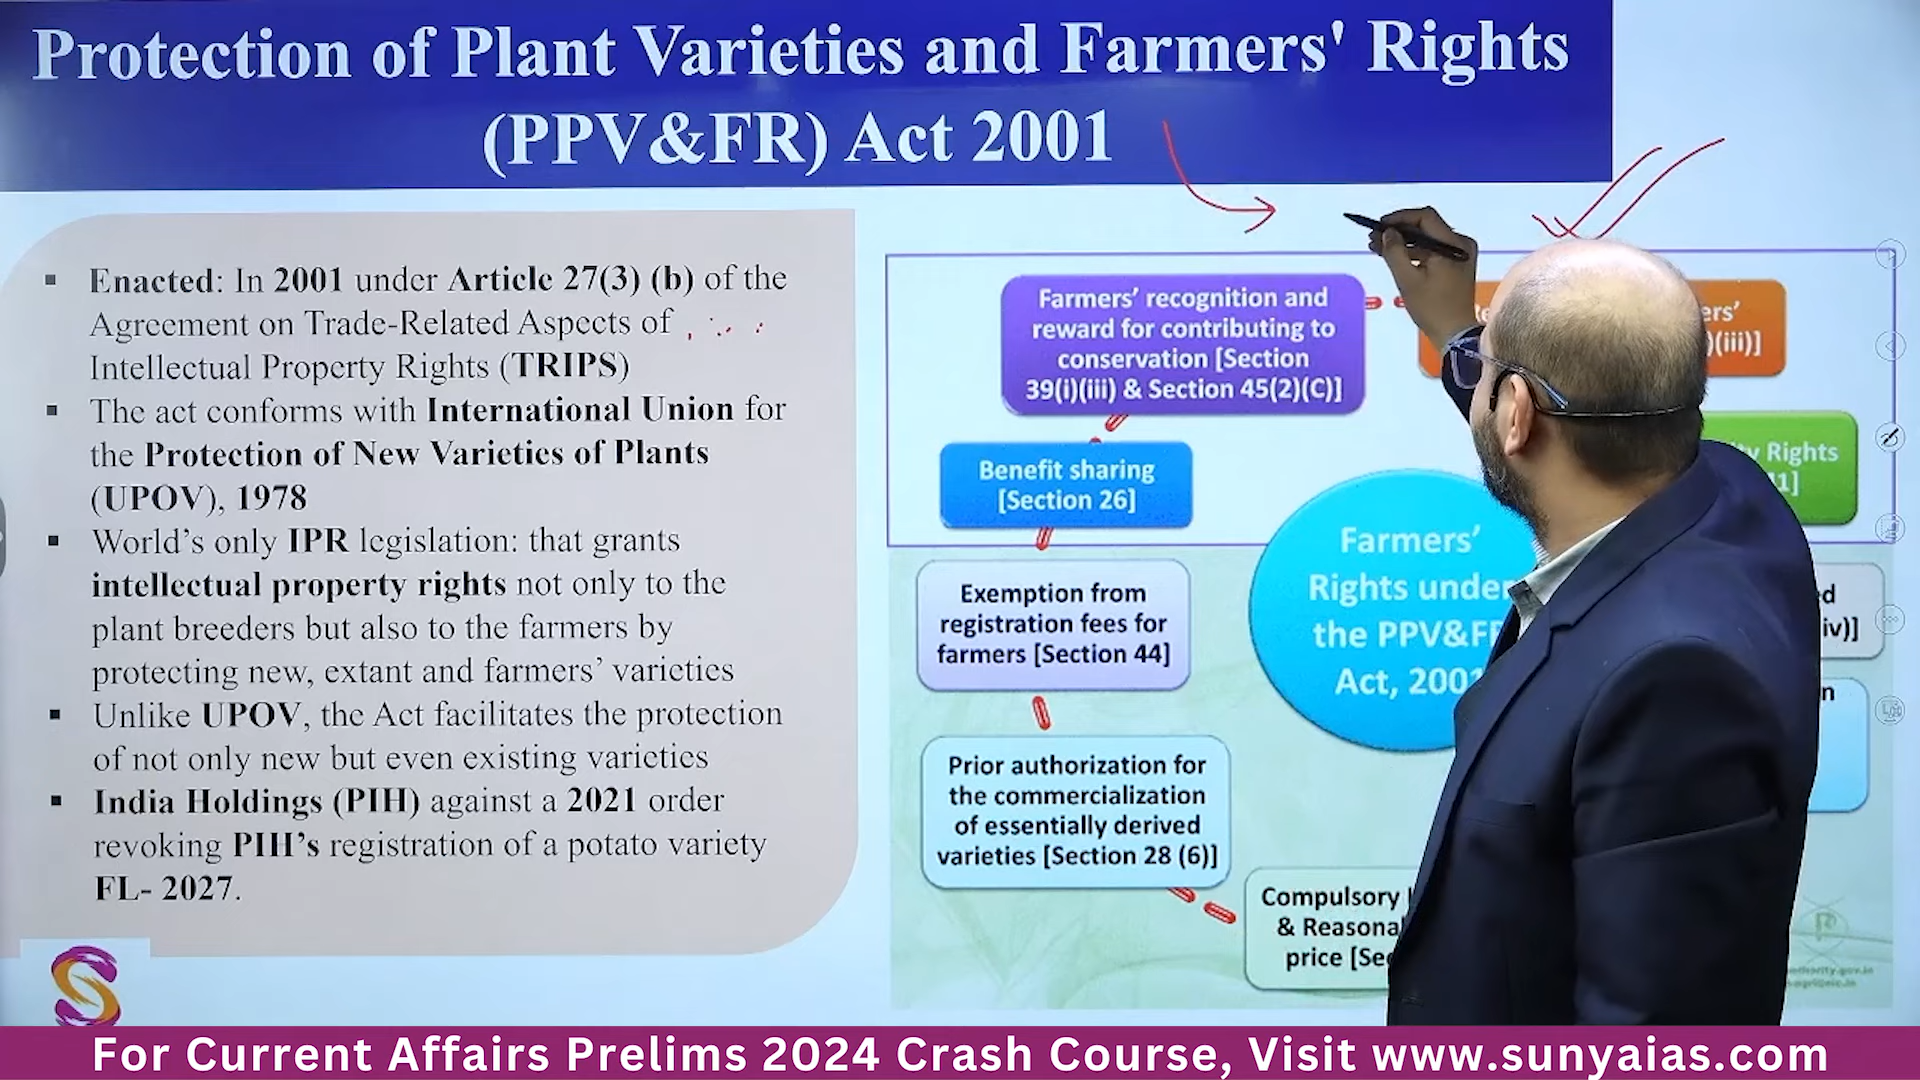 Protection of Plant Varieties and Farmers' Rights
(PPV&FR) Act 2001
▪ Enacted: In 2001 under Article 27(3) (b) of the
Agreement on Trade-Related Aspects of
Intellectual Property Rights (TRIPS)
▪ The act conforms with International Union for
the Protection of New Varieties of Plants
(UPOV), 1978
▪ World's only IPR legislation: that grants
intellectual property rights not only to the
plant breeders but also to the farmers by
protecting new, extant and farmers' varieties
▪ Unlike UPOV, the Act facilitates the protection
of not only new but even existing varieties
▪ India Holdings (PIH) against a 2021 order
revoking PIH's registration of a potato variety
FL- 2027.
Farmers' recognition and
reward for contributing to
conservation [Section
39(i)(iii) & Section 45(2)(C)]
ers'
)(iii)]
Benefit sharing
[Section 26]
Rights
1]
Exemption from
registration fees for
farmers [Section 44]
Farmers'
Rights under
the PPV&F
Act, 2001
d
iv)]
n
Prior authorization for
the commercialization
of essentially derived
varieties [Section 28 (6)]
Compulsory
& Reasona
price [Se
For Current Affairs Prelims 2024 Crash Course, Visit www.sunyaias.com